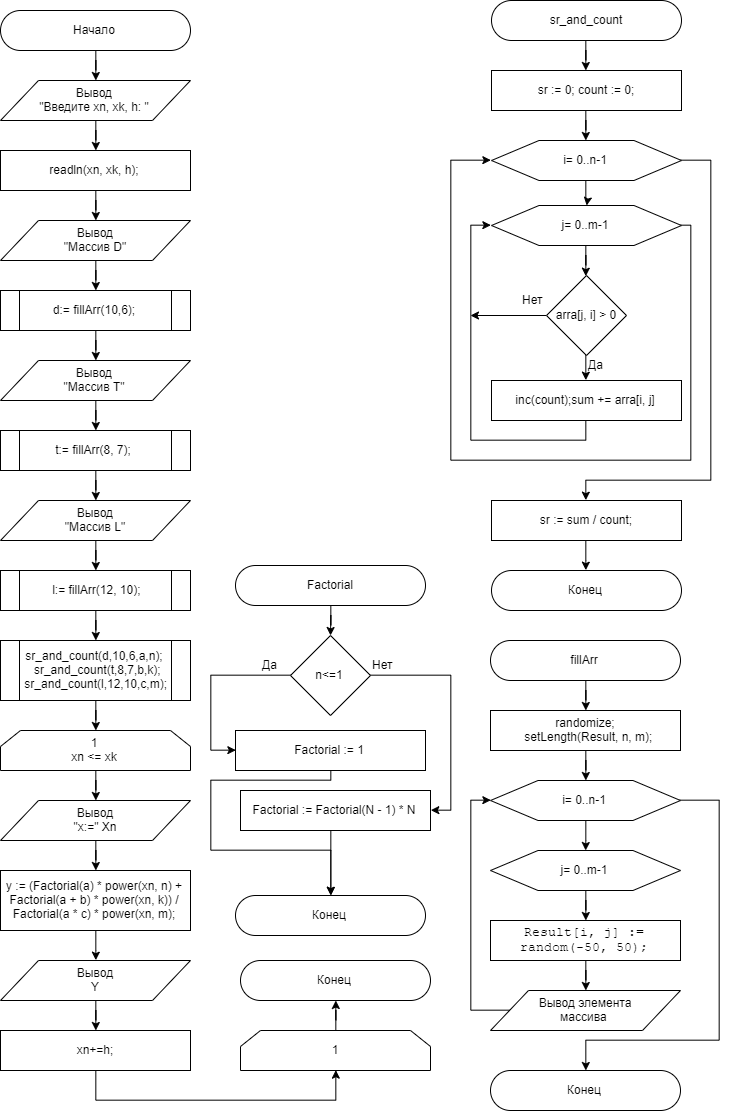 Начало
Вывод
"Введите xn, xk, h: "
readln(xn, xk, h);
Вывод
"Массив D"
d:= fillArr(10,6);
Вывод
"Массив T"
t:= fillArr(8, 7);
Вывод
"Массив L"
l:= fillArr(12, 10);
sr_and_count(d,10,6,a,n);
sr_and_count(t,8,7,b,k);
sr_and_count(l,12,10,c,m);
1
xn <= xk
Вывод
"x:=" Xn
y := (Factorial(a) * power(xn, n) +
Factorial(a + b) * power(xn, k)) /
Factorial(a * c) * power(xn, m);
Вывод
Y
xn+=h;
1
Конец
Factorial
n<=1
Да
Нет
Factorial := 1
Factorial := Factorial(N - 1) * N
Конец
sr_and_count
sr := 0; count := 0;
i= 0..n-1
j= 0..m-1
arra[j, i] > 0
Нет
Да
inc(count);sum += arra[i, j]
sr := sum / count;
Конец
fillArr
randomize;
setLength(Result, n, m);
i= 0..n-1
j= 0..m-1
Result[i, j] :=
random(-50, 50);
Вывод элемента
массива
Конец